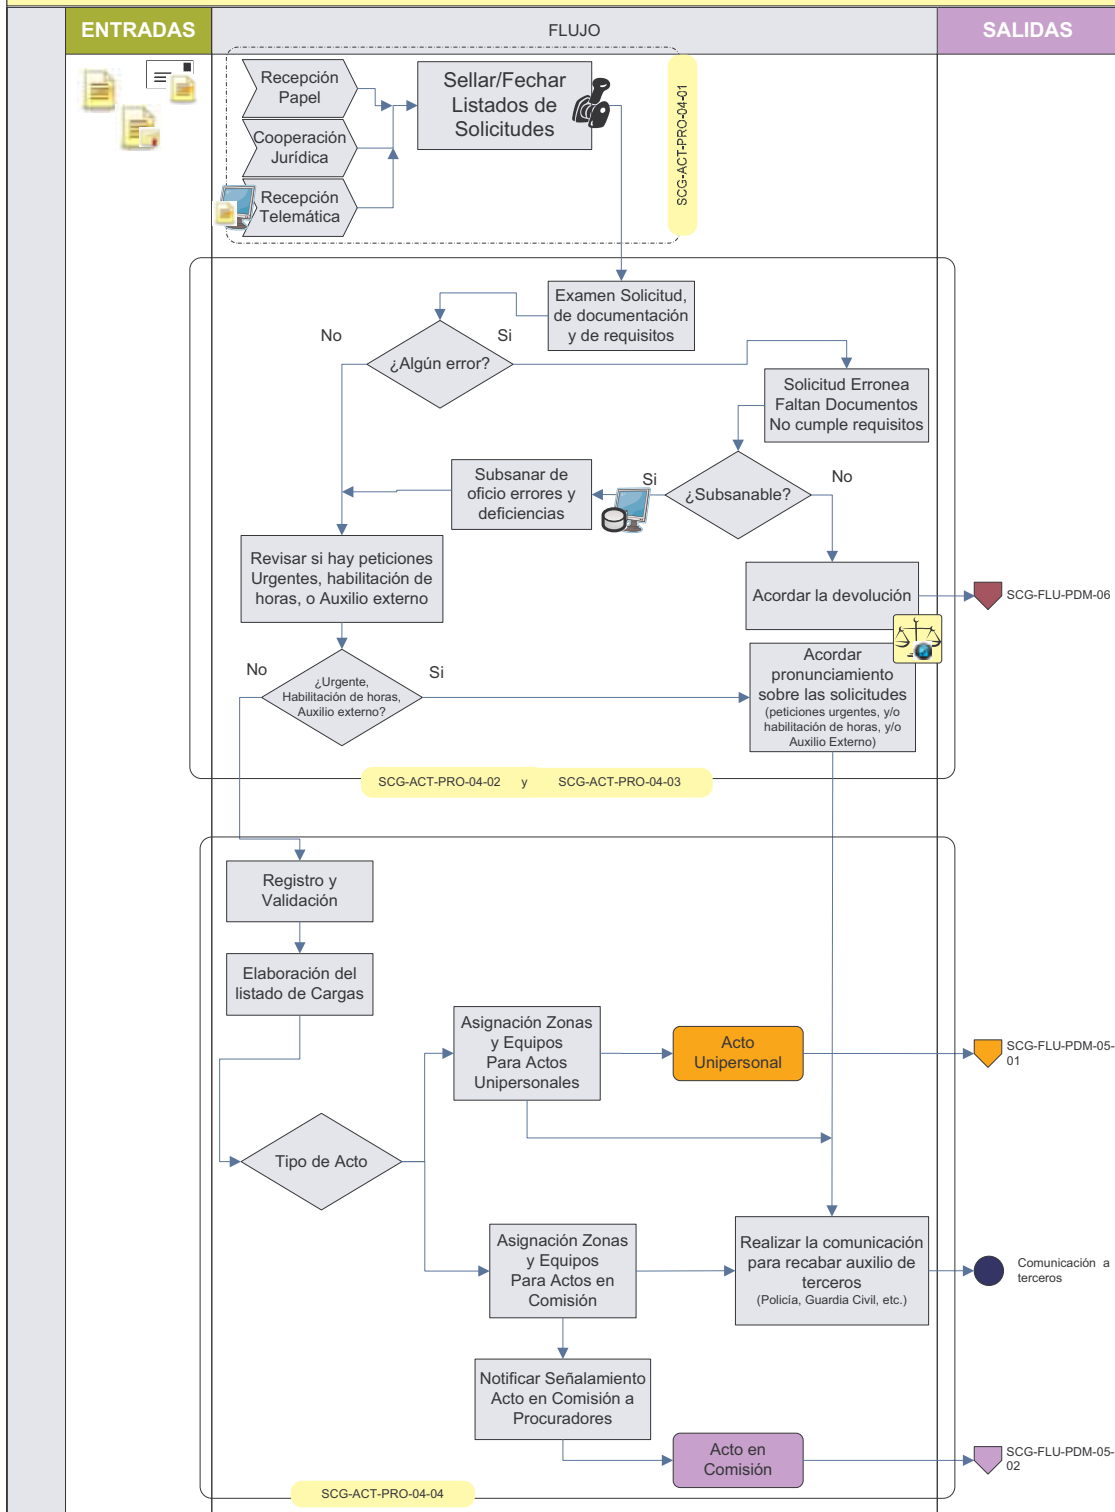 ENTRADAS
FLUJO
SALIDAS
Recepción
Papel
Cooperación
Jurídica
Recepción
Telemática
Sellar/Fechar
Listados de
Solicitudes
SCG-ACT-PRO-04-01
Examen Solicitud,
de documentación
y de requisitos
No
Si
¿Algún error?
Solicitud Erronea
Faltan Documentos
No cumple requisitos
Subsanar de
oficio errores y
deficiencias
Si
¿Subsanable?
No
Revisar si hay peticiones
Urgentes, habilitación de
horas, o Auxilio externo
Acordar la devolución
SCG-FLU-PDM-06
No
¿Urgente,
Habilitación de horas,
Auxilio externo?
Si
Acordar
pronunciamiento
sobre las solicitudes
(peticiones urgentes, y/o
habilitación de horas, y/o
Auxilio Externo)
SCG-ACT-PRO-04-02 y SCG-ACT-PRO-04-03
Registro y
Validación
Elaboración del
listado de Cargas
Asignación Zonas
y Equipos
Para Actos
Unipersonales
Acto
Unipersonal
SCG-FLU-PDM-05-
01
Tipo de Acto
Asignación Zonas
y Equipos
Para Actos en
Comisión
Realizar la comunicación
para recabar auxilio de
terceros
(Policía, Guardia Civil, etc.)
Comunicación a
terceros
Notificar Señalamiento
Acto en Comisión a
Procuradores
Acto en
Comisión
SCG-FLU-PDM-05-
02
SCG-ACT-PRO-04-04